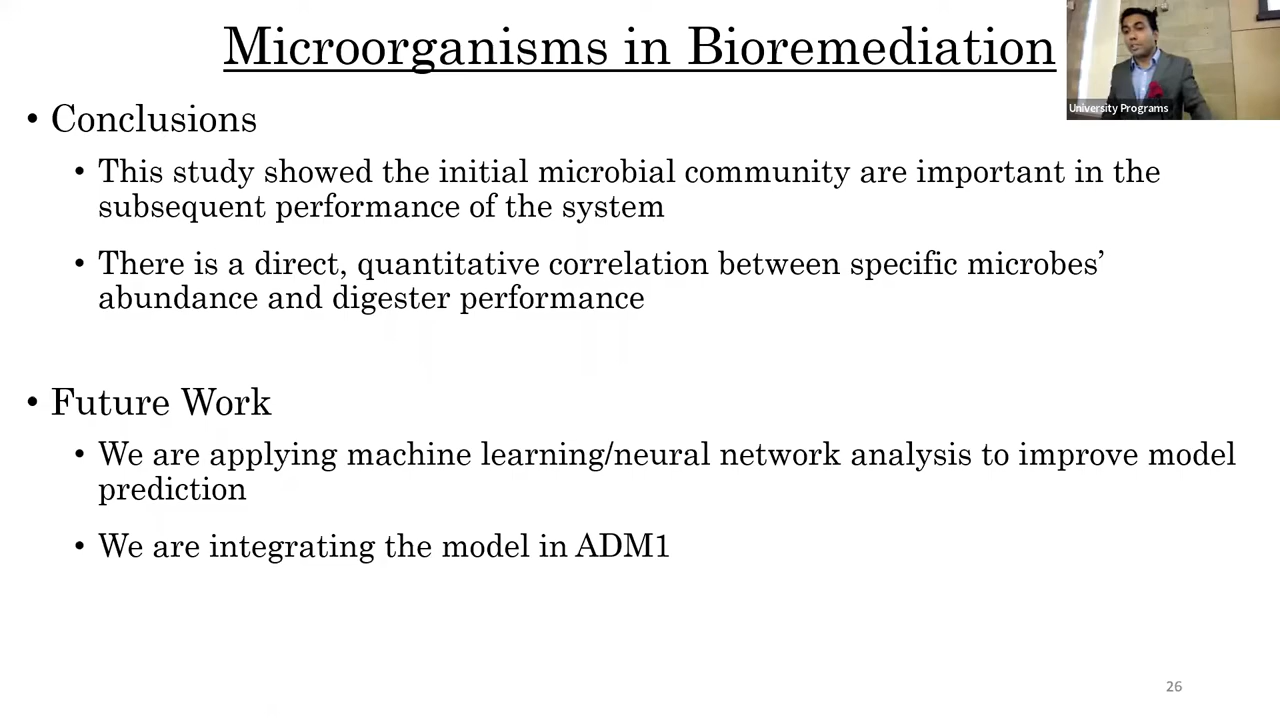 Microorganisms in Bioremediation
University Programs
• Conclusions
• This study showed the initial microbial community are important in the
subsequent performance of the system
• There is a direct, quantitative correlation between specific microbes’
abundance and digester performance
• Future Work
• We are applying machine learning/neural network analysis to improve model
prediction
• We are integrating the model in ADM1
26